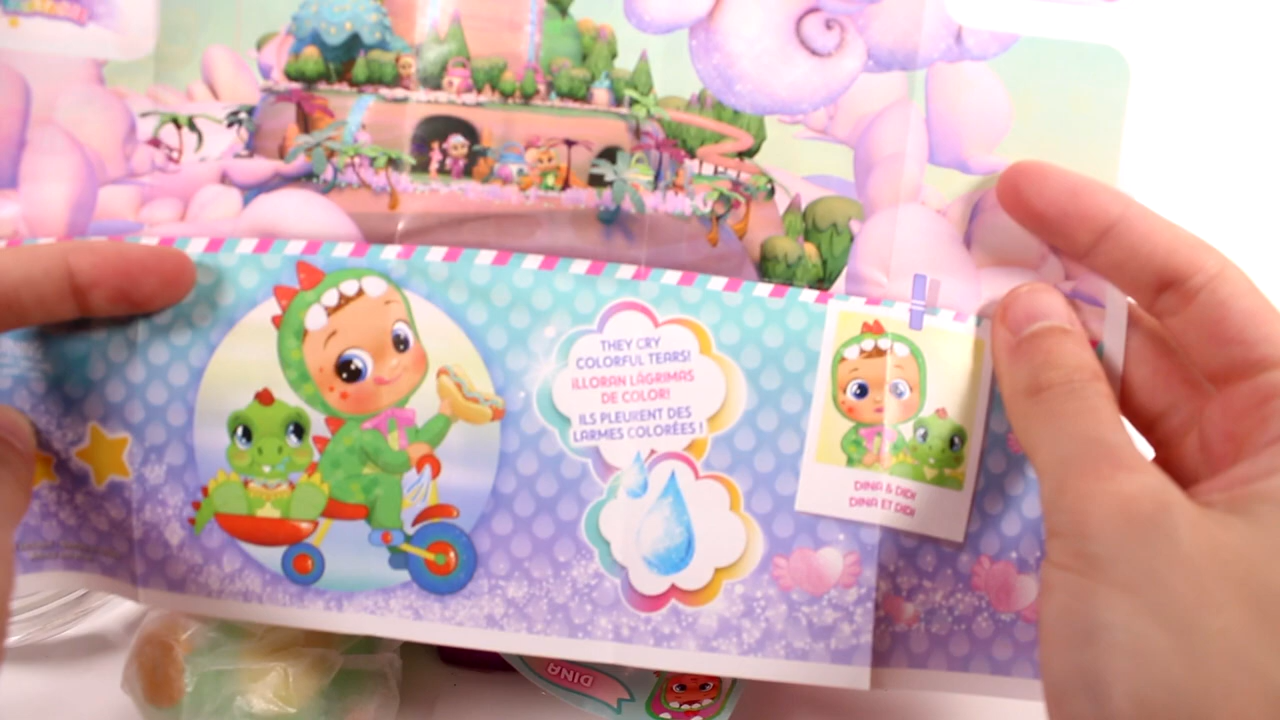 THEY CRY
COLORFUL TEARS!
¡LLORAN LÁGRIMAS
DE COLOR!
ILS PLEURENT DES
LARMES COLORÉES !
DINA & DIDI
DINA ET DIDI
DINA